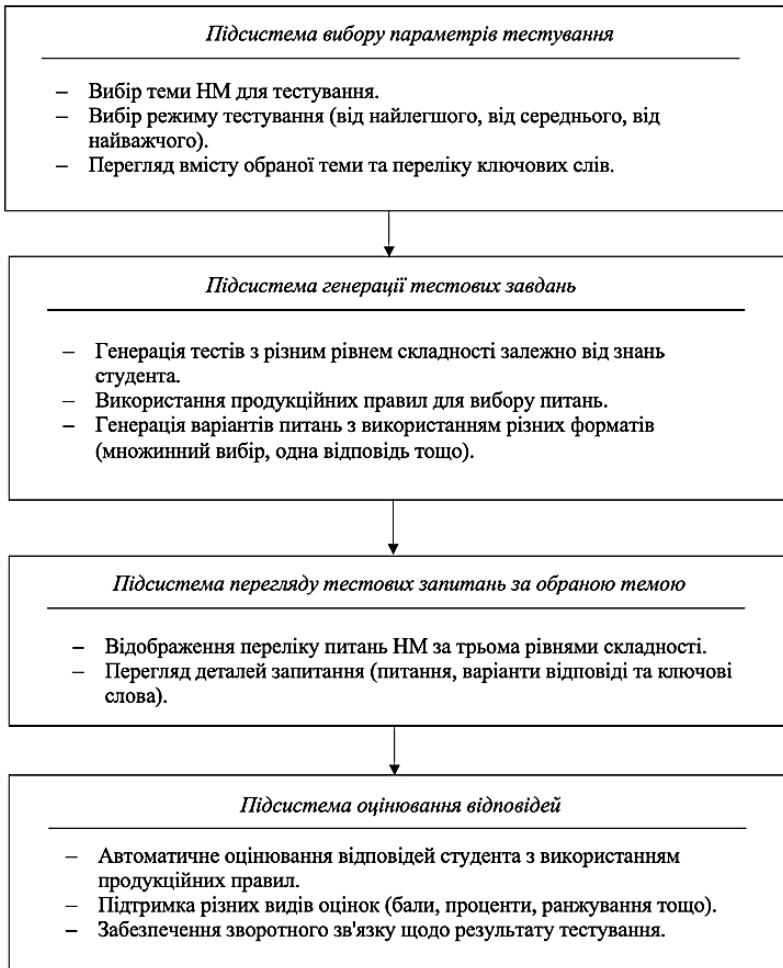 Підсистема вибору параметрів тестування
– Вибір теми НМ для тестування.
– Вибір режиму тестування (від найлегшого, від середнього, від
найважчого).
– Перегляд вмісту обраної теми та переліку ключових слів.
Підсистема генерації тестових завдань
– Генерація тестів з різним рівнем складності залежно від знань
студента.
– Використання продукційних правил для вибору питань.
– Генерація варіантів питань з використанням різних форматів
(множинний вибір, одна відповідь тощо).
Підсистема перегляду тестових запитань за обраною темою
– Відображення переліку питань НМ за трьома рівнями складності.
– Перегляд деталей запитання (питання, варіанти відповіді та ключові
слова).
Підсистема оцінювання відповідей
– Автоматичне оцінювання відповідей студента з використанням
продукційних правил.
– Підтримка різних видів оцінок (бали, проценти, ранжування тощо).
– Забезпечення зворотного зв'язку щодо результату тестування.